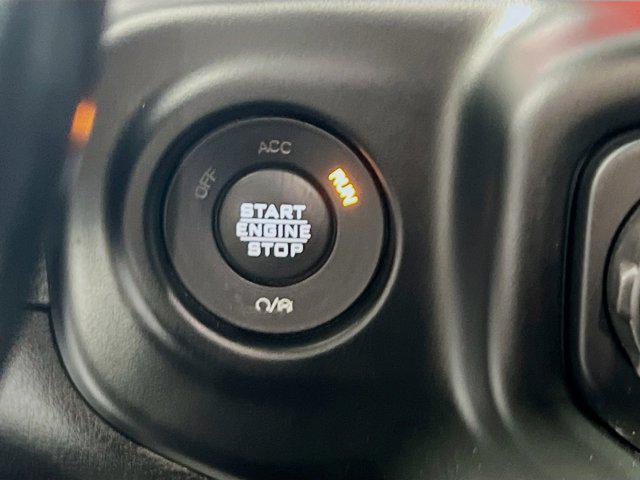 OFF
ACC
RUN
START
ENGINE
STOP